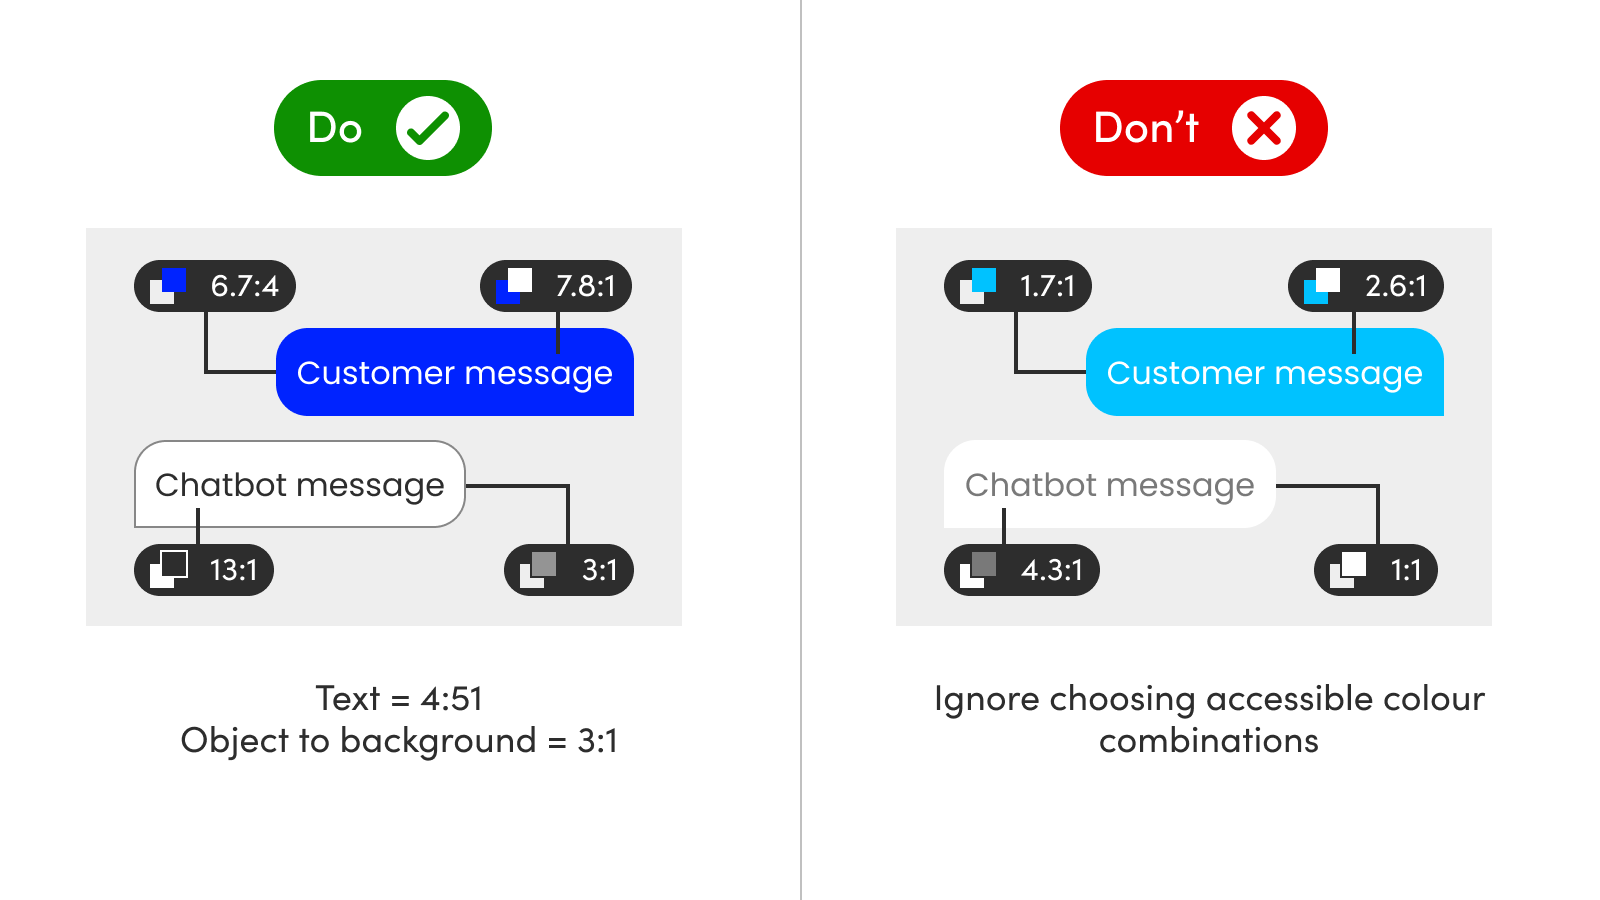 Do
Don't
6.7:4
7.8:1
Customer message
Chatbot message
13:1
3:1
Text = 4:51
Object to background = 3:1
1.7:1
2.6:1
Customer message
Chatbot message
4.3:1
1:1
Ignore choosing accessible colour
combinations